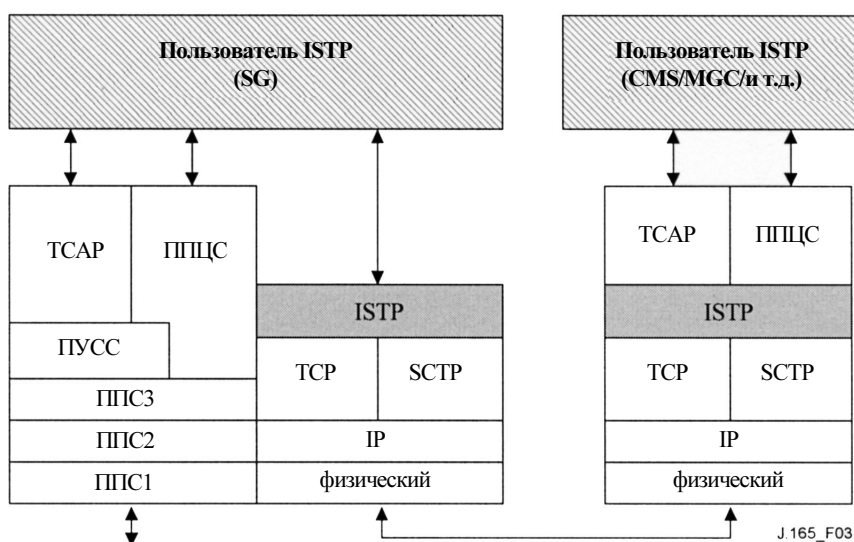 Пользователь ISTP
(SG)
Пользователь ISTP
(CMS/MGC/и т.д.)
TCAP
ППЦС
TCAP
ППЦС
ISTP
ISTP
ПУСС
TCP
SCTP
TCP
SCTP
ППС3
ППС2
IP
IP
ППС1
физический
физический
J.165_F03